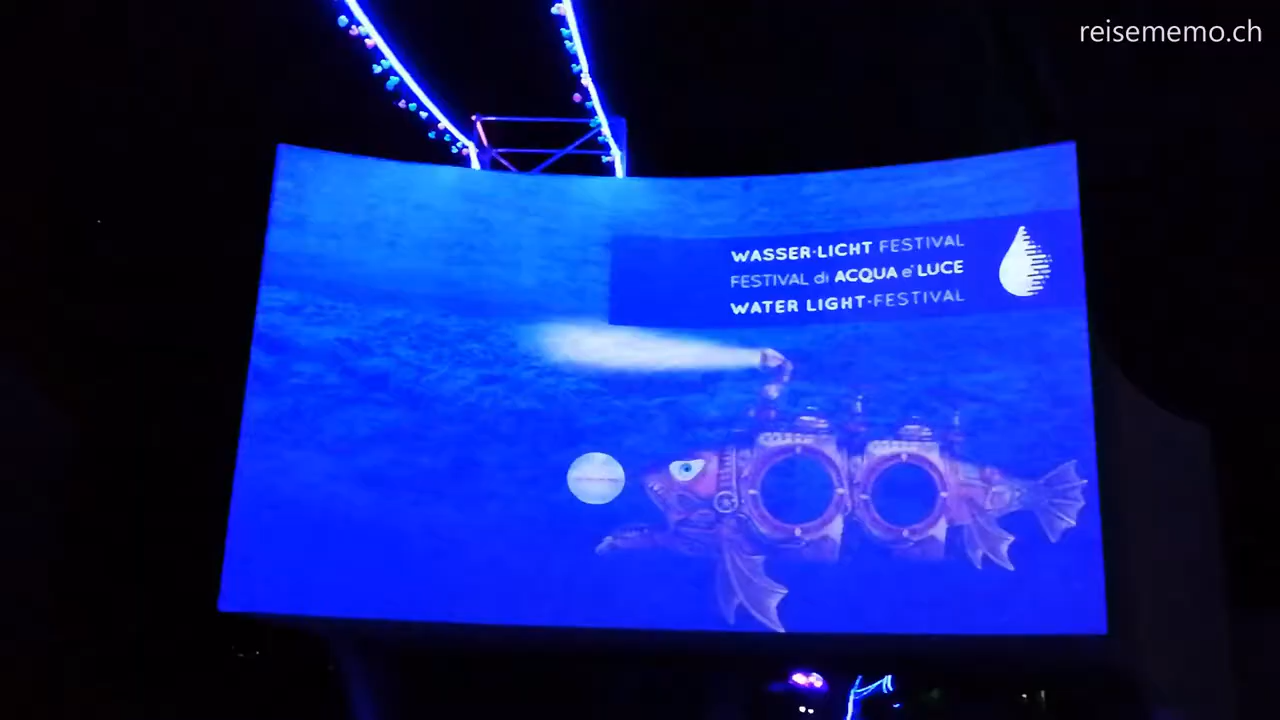 reisememo.ch
WASSER·LICHT FESTIVAL
FESTIVAL di ACQUA e' LUCE
WATER LIGHT·FESTIVAL